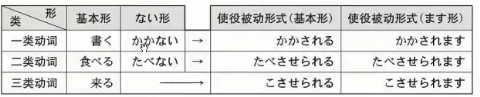 形
类
基本形 ない形 使役被动形式(基本形) 使役被动形式(ます形)
一类动词 書く かかない → かかされる かかされます
二类动词 食べる たべない → たべさせられる たべさせられます
三类动词 来る → こさせられる こさせられます